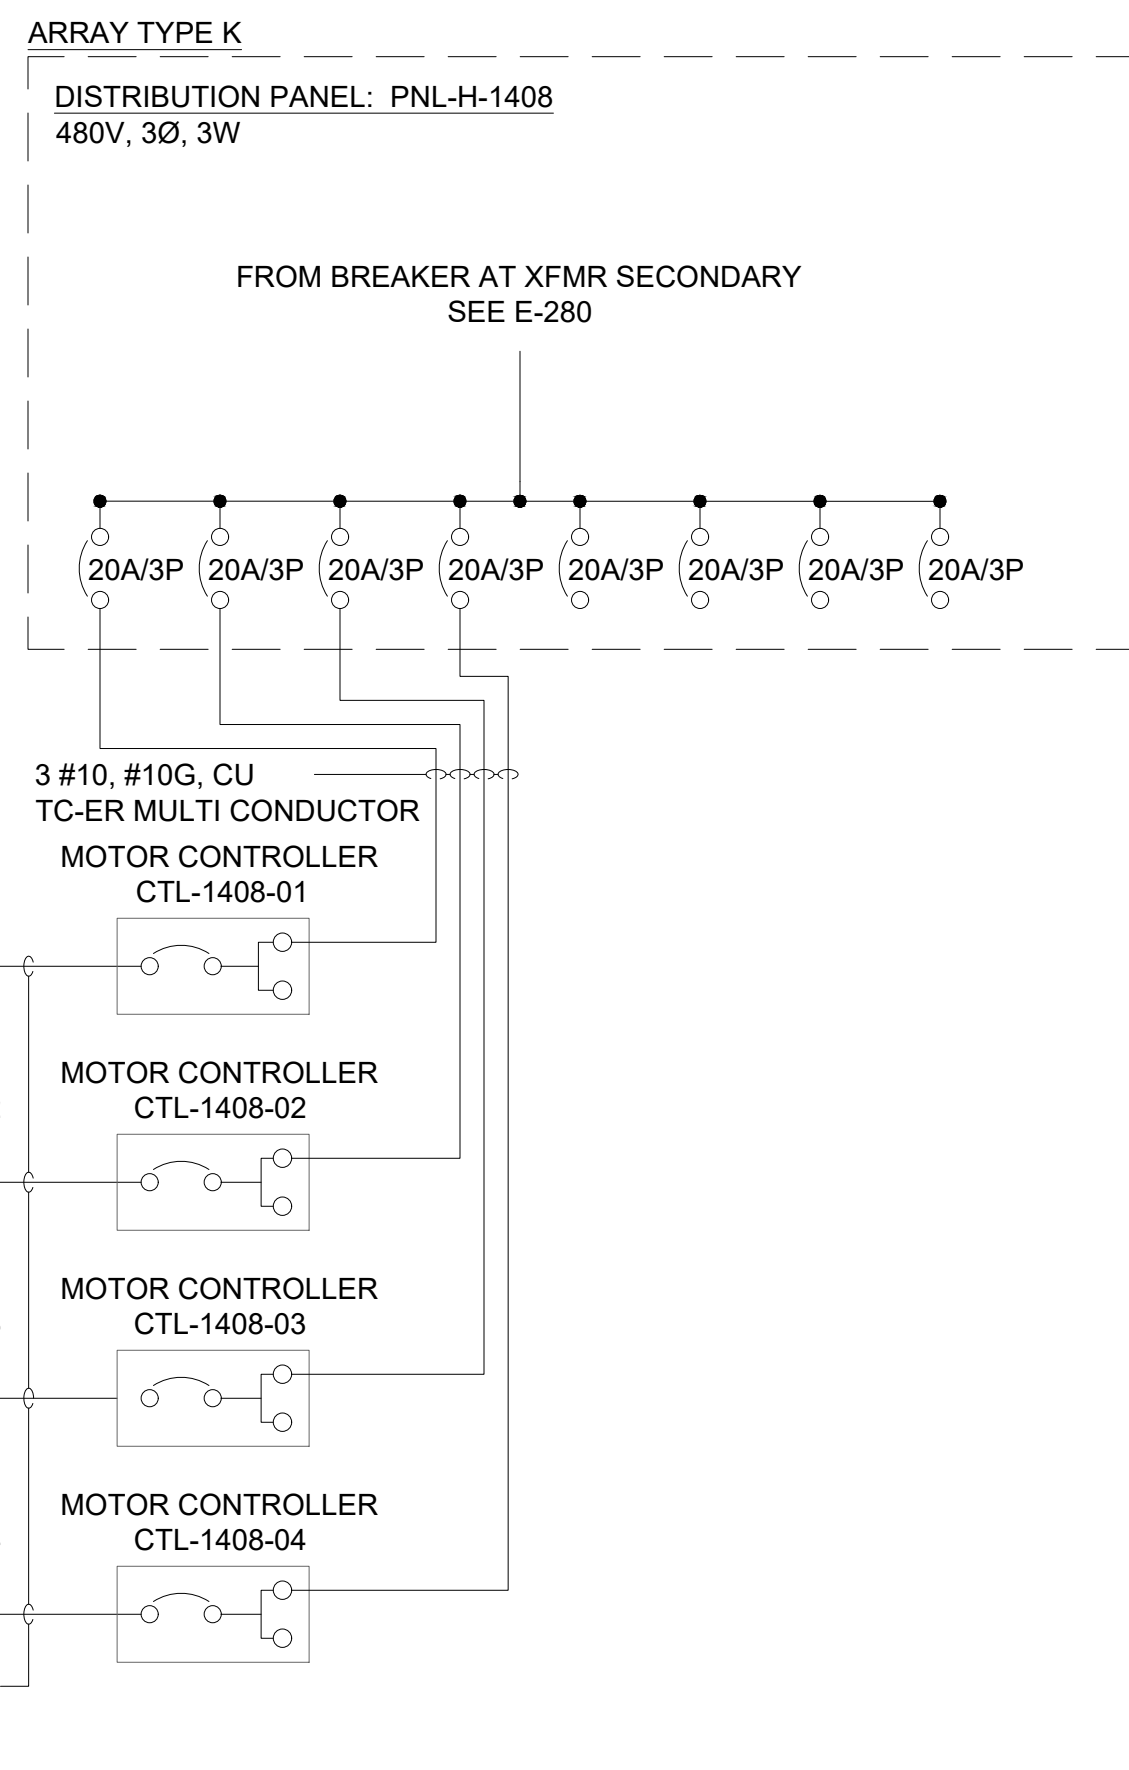 ARRAY TYPE K
DISTRIBUTION PANEL: PNL-H-1408
480V, 3Ø, 3W
FROM BREAKER AT XFMR SECONDARY
SEE E-280
20A/3P 20A/3P 20A/3P 20A/3P 20A/3P 20A/3P 20A/3P 20A/3P
3 #10, #10G, CU
TC-ER MULTI CONDUCTOR
MOTOR CONTROLLER
CTL-1408-01
MOTOR CONTROLLER
CTL-1408-02
MOTOR CONTROLLER
CTL-1408-03
MOTOR CONTROLLER
CTL-1408-04